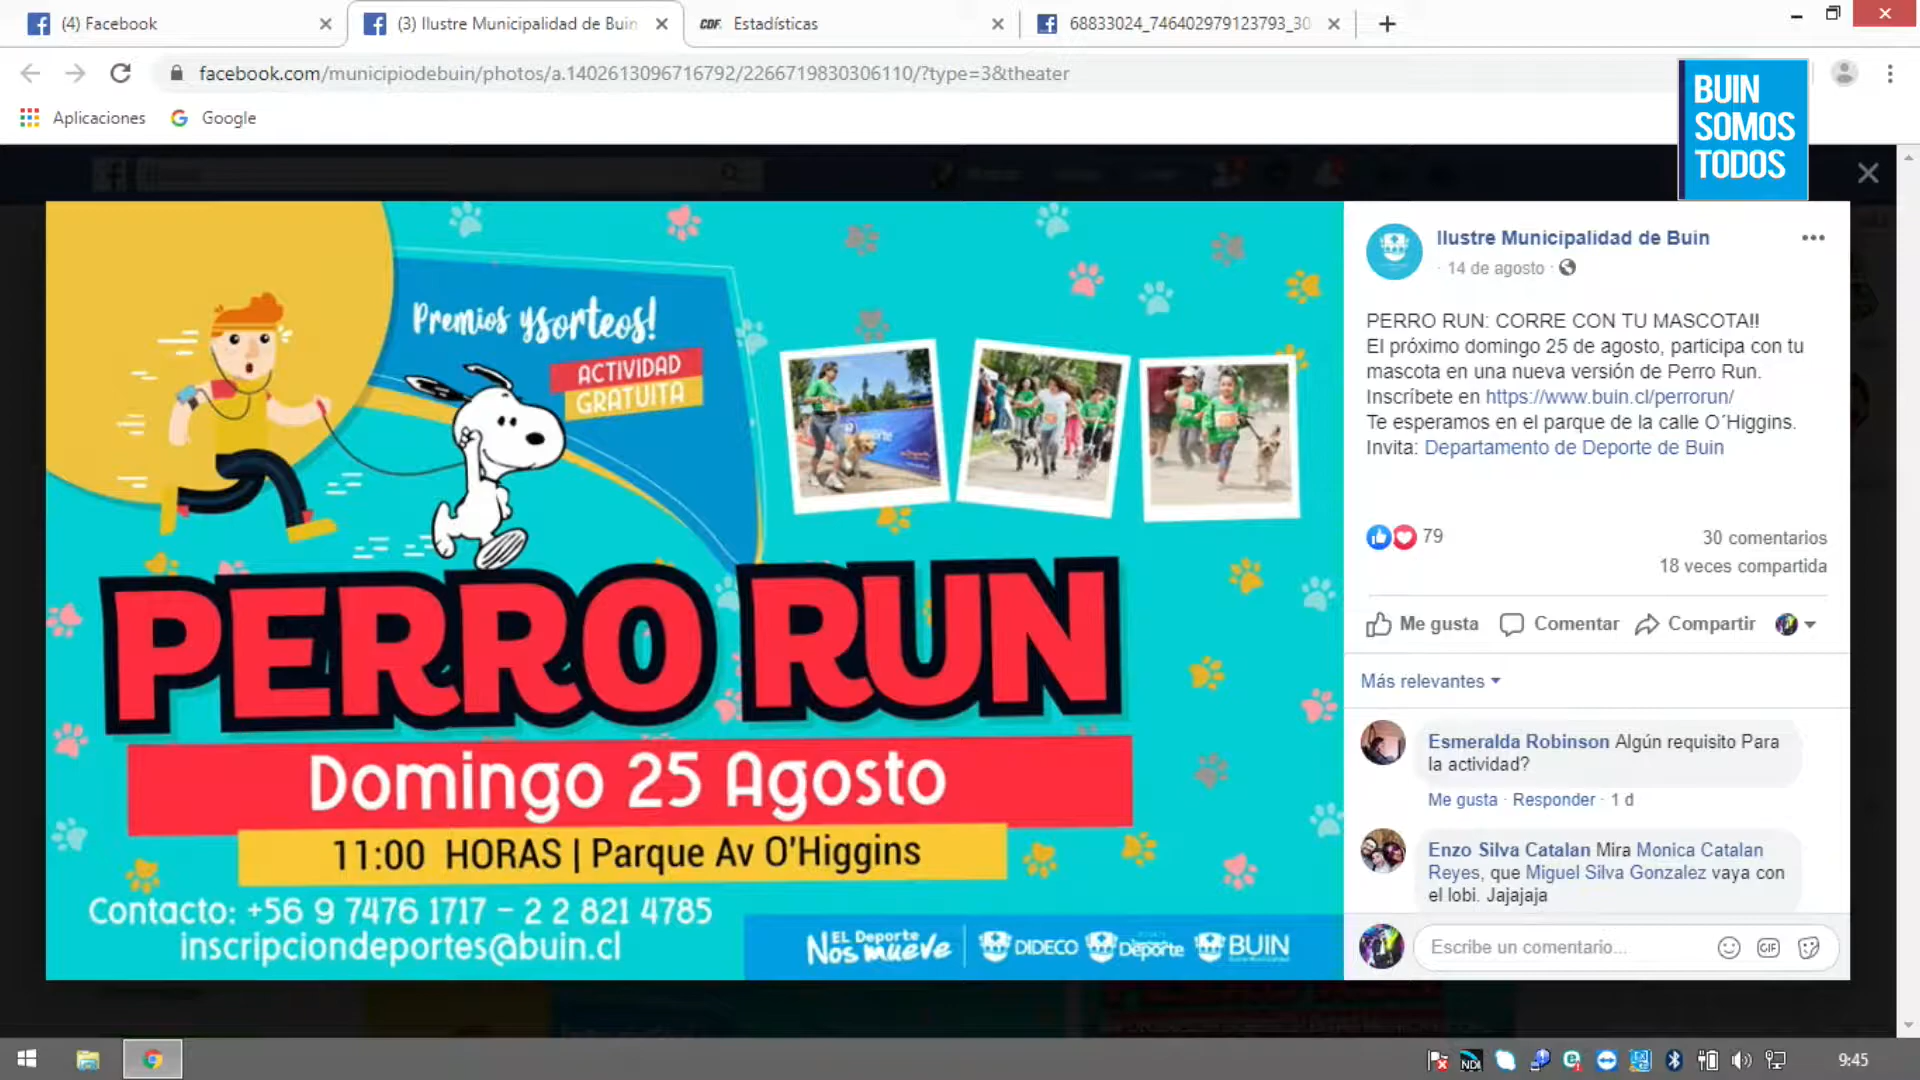 (4) Facebook
(3) Ilustre Municipalidad de Buin
CDF. Estadísticas
68833024_746402979123793_30
facebook.com/municipiodebuin/photos/a.1402613096716792/2266719830306110/?type=3&theater
Aplicaciones
Google
BUIN
SOMOS
TODOS
Premios y sorteos!
ACTIVIDAD
GRATUITA
PERRO RUN
Domingo 25 Agosto
11:00 HORAS | Parque Av O'Higgins
Contacto: +56 9 7476 1717 - 2 2 821 4785
inscripciondeportes@buin.cl
EL Deporte
Nos mueve
DIDECO
Deporte
BUIN
Ilustre Municipalidad de Buin
· 14 de agosto ·
PERRO RUN: CORRE CON TU MASCOTA!!
El próximo domingo 25 de agosto, participa con tu
mascota en una nueva versión de Perro Run.
Inscríbete en https://www.buin.cl/perrorun/
Te esperamos en el parque de la calle O´Higgins.
Invita: Departamento de Deporte de Buin
79
30 comentarios
18 veces compartida
Me gusta
Comentar
Compartir
Más relevantes
Esmeralda Robinson Algún requisito Para
la actividad?
Me gusta · Responder · 1 d
Enzo Silva Catalan Mira Monica Catalan
Reyes, que Miguel Silva Gonzalez vaya con
el lobi. Jajajaja
Escribe un comentario...
GIF
NDI
9:45